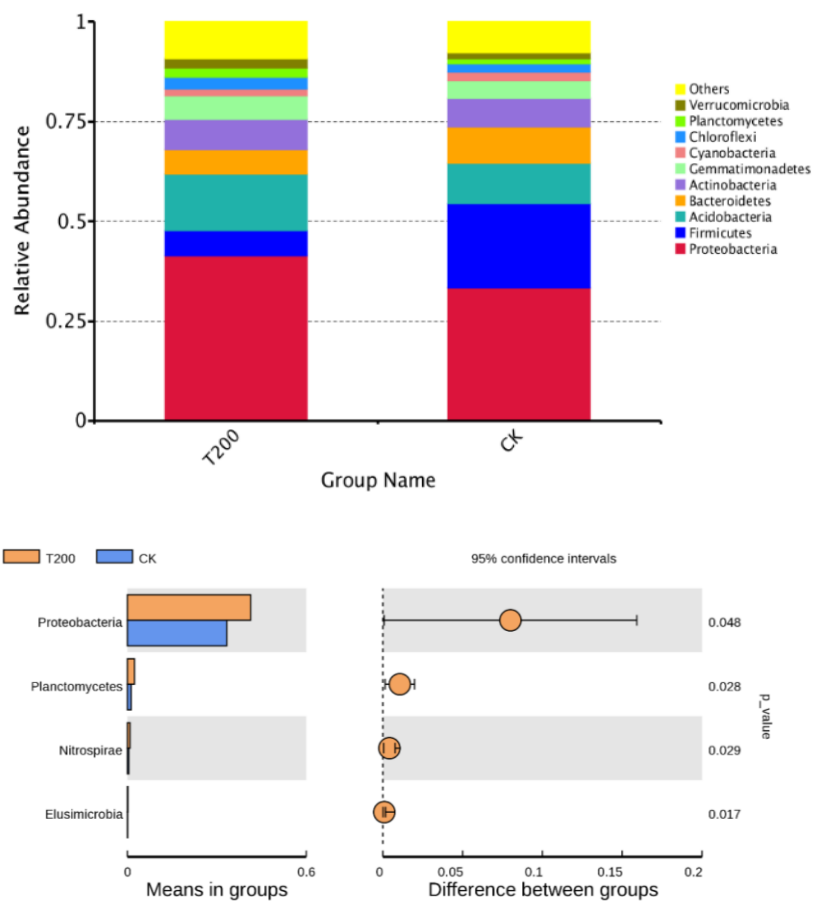 1
0.75
0.5
0.25
0
Relative Abundance
T200
CK
Group Name
Others
Verrucomicrobia
Planctomycetes
Chloroflexi
Cyanobacteria
Gemmatimonadetes
Actinobacteria
Bacteroidetes
Acidobacteria
Firmicutes
Proteobacteria
T200 CK
95% confidence intervals
Proteobacteria 0.048
Planctomycetes 0.028
Nitrospirae 0.029
Elusimicrobia 0.017
p_value
0 0.6
Means in groups
0 0.05 0.1 0.15 0.2
Difference between groups